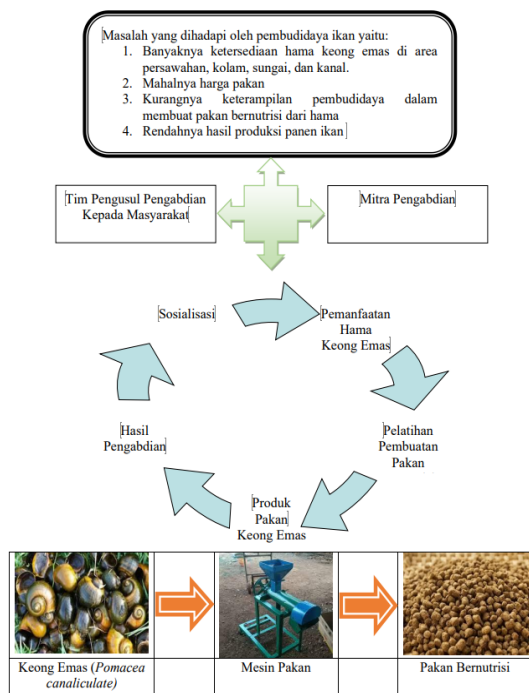 Masalah yang dihadapi oleh pembudidaya ikan yaitu:
1. Banyaknya ketersediaan hama keong emas di area
persawahan, kolam, sungai, dan kanal.
2. Mahalnya harga pakan
3. Kurangnya keterampilan pembudidaya dalam
membuat pakan bernutrisi dari hama
4. Rendahnya hasil produksi panen ikan
Tim Pengusul Pengabdian
Kepada Masyarakat
Mitra Pengabdian
Sosialisasi
Pemanfaatan
Hama
Keong Emas
Pelatihan
Pembuatan
Pakan
Produk
Pakan
Keong Emas
Hasil
Pengabdian
Keong Emas (Pomacea
canaliculate)
Mesin Pakan
Pakan Bernutrisi